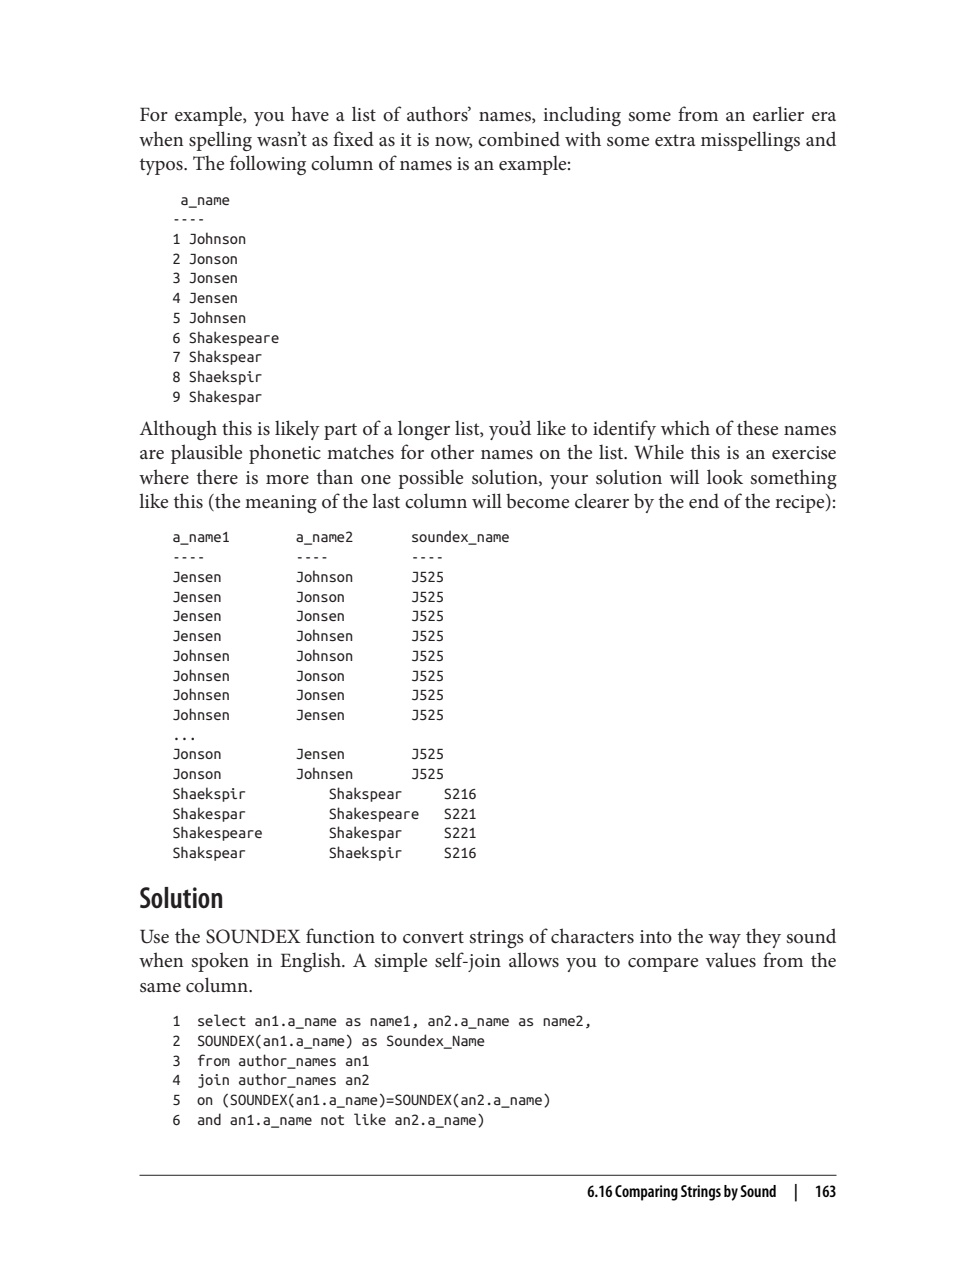 For example, you have a list of authors’ names, including some from an earlier era
when spelling wasn’t as fixed as it is now, combined with some extra misspellings and
typos. The following column of names is an example:
a_name
----
1 Johnson
2 Jonson
3 Jonsen
4 Jensen
5 Johnsen
6 Shakespeare
7 Shakspear
8 Shaekspir
9 Shakespar
Although this is likely part of a longer list, you’d like to identify which of these names
are plausible phonetic matches for other names on the list. While this is an exercise
where there is more than one possible solution, your solution will look something
like this (the meaning of the last column will become clearer by the end of the recipe):
a_name1 a_name2 soundex_name
---- ---- ----
Jensen Johnson J525
Jensen Jonson J525
Jensen Jonsen J525
Jensen Johnsen J525
Johnsen Johnson J525
Johnsen Jonson J525
Johnsen Jonsen J525
Johnsen Jensen J525
...
Jonson Jensen J525
Jonson Johnsen J525
Shaekspir Shakspear S216
Shakespar Shakespeare S221
Shakespeare Shakespar S221
Shakspear Shaekspir S216
Solution
Use the SOUNDEX function to convert strings of characters into the way they sound
when spoken in English. A simple self-join allows you to compare values from the
same column.
1 select an1.a_name as name1, an2.a_name as name2,
2 SOUNDEX(an1.a_name) as Soundex_Name
3 from author_names an1
4 join author_names an2
5 on (SOUNDEX(an1.a_name)=SOUNDEX(an2.a_name)
6 and an1.a_name not like an2.a_name)
6.16 Comparing Strings by Sound | 163